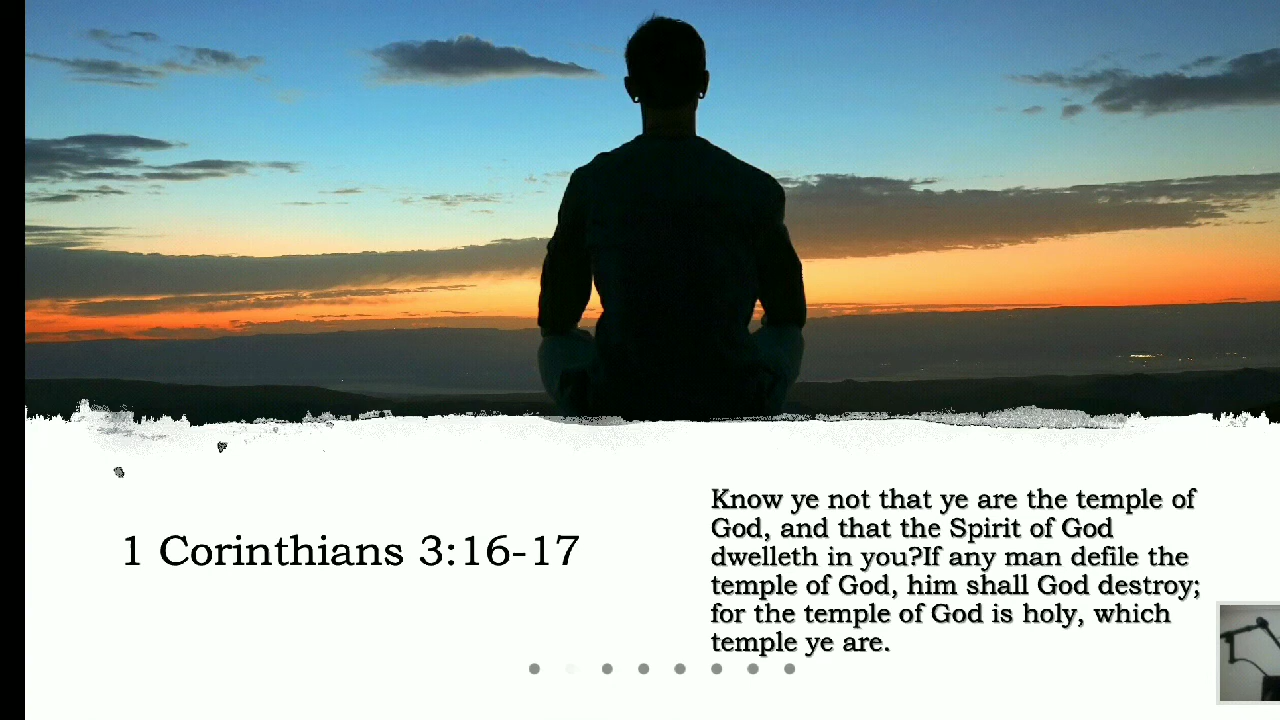 1 Corinthians 3:16-17
Know ye not that ye are the temple of
God, and that the Spirit of God
dwelleth in you?If any man defile the
temple of God, him shall God destroy;
for the temple of God is holy, which
temple ye are.